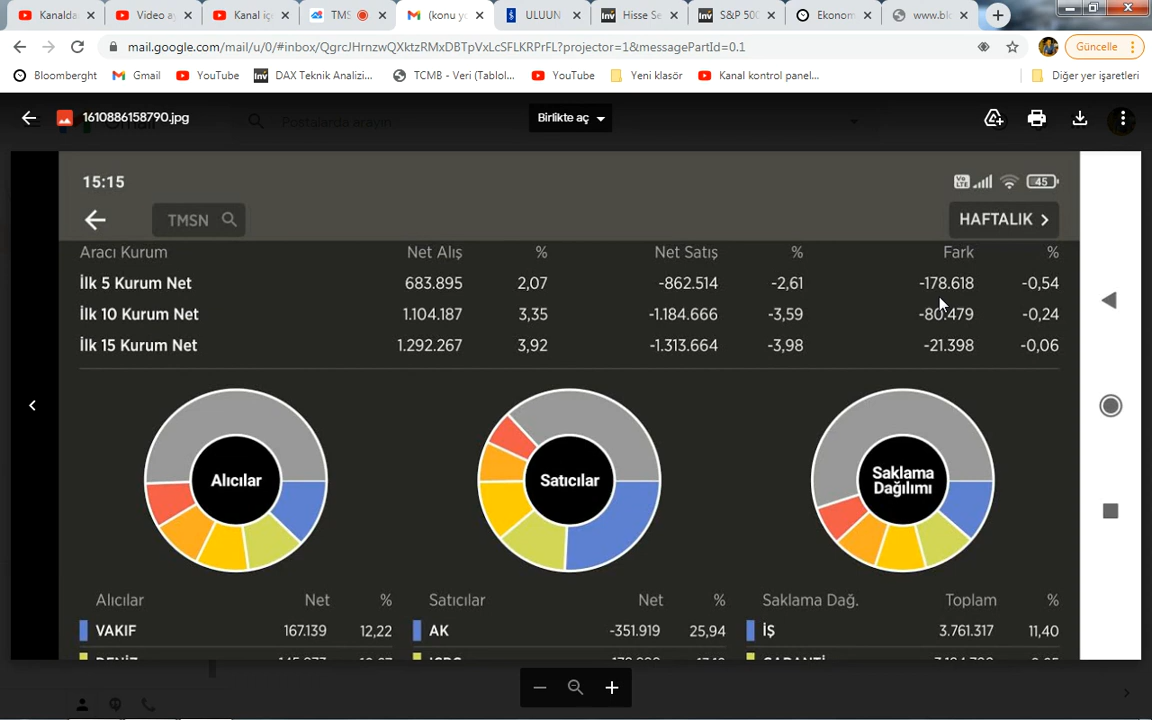 Kanalda
Video ay
Kanal içe
TMS
(konu yo
ULUUN
Hisse Se
S&P 500
Ekonom
www.blo
mail.google.com/mail/u/0/#inbox/QgrcJHrnzwQXktzRMxDBTpVxLcSFLKRPrFL?projector=1&messagePartId=0.1
Güncelle
Bloomberght
Gmail
YouTube
DAX Teknik Analizi...
TCMB - Veri (Tablol...
YouTube
Yeni klasör
Kanal kontrol panel...
Diğer yer işaretleri
1610886158790.jpg
Postalarda arayın
Birlikte aç
15:15
45
TMSN
HAFTALIK
Aracı Kurum Net Alış % Net Satış % Fark %
İlk 5 Kurum Net 683.895 2,07 -862.514 -2,61 -178.618 -0,54
İlk 10 Kurum Net 1.104.187 3,35 -1.184.666 -3,59 -80.479 -0,24
İlk 15 Kurum Net 1.292.267 3,92 -1.313.664 -3,98 -21.398 -0,06
Alıcılar
Satıcılar
Saklama
Dağılımı
Alıcılar Net % Satıcılar Net % Saklama Dağ. Toplam %
VAKIF 167.139 12,22 AK -351.919 25,94 İŞ 3.761.317 11,40